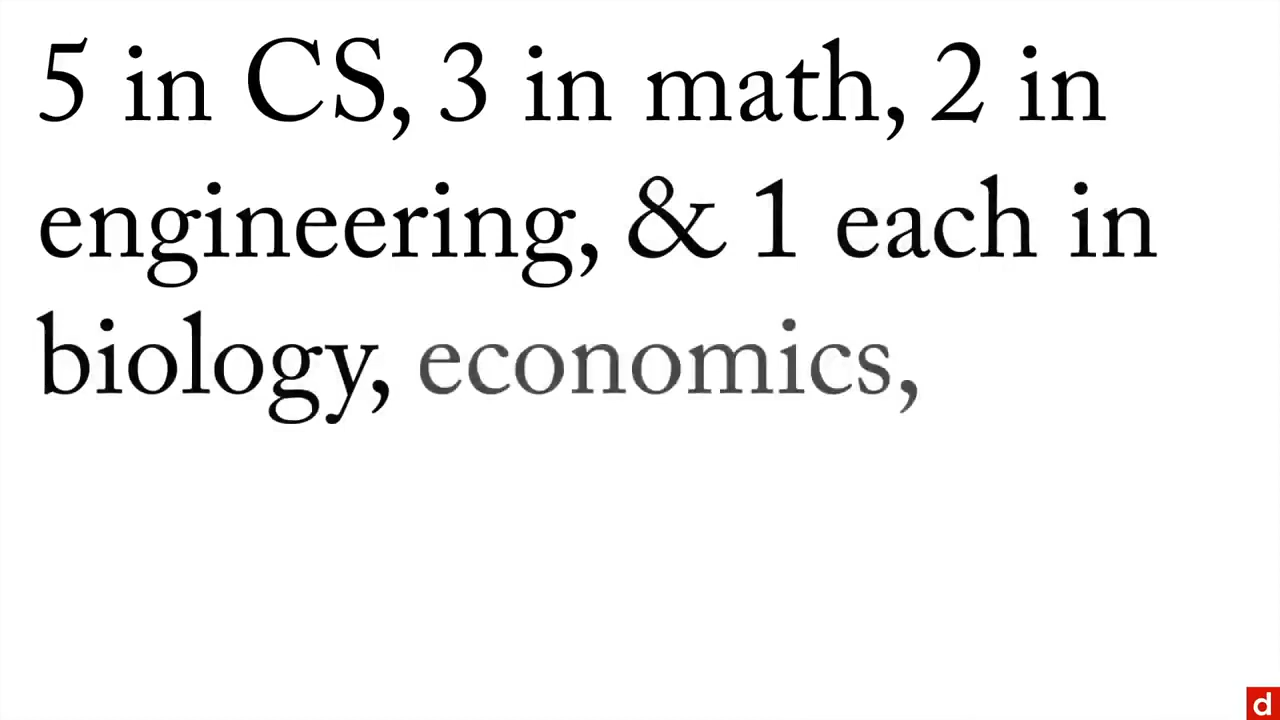 5 in CS, 3 in math, 2 in
engineering, & 1 each in
biology, economics,
d